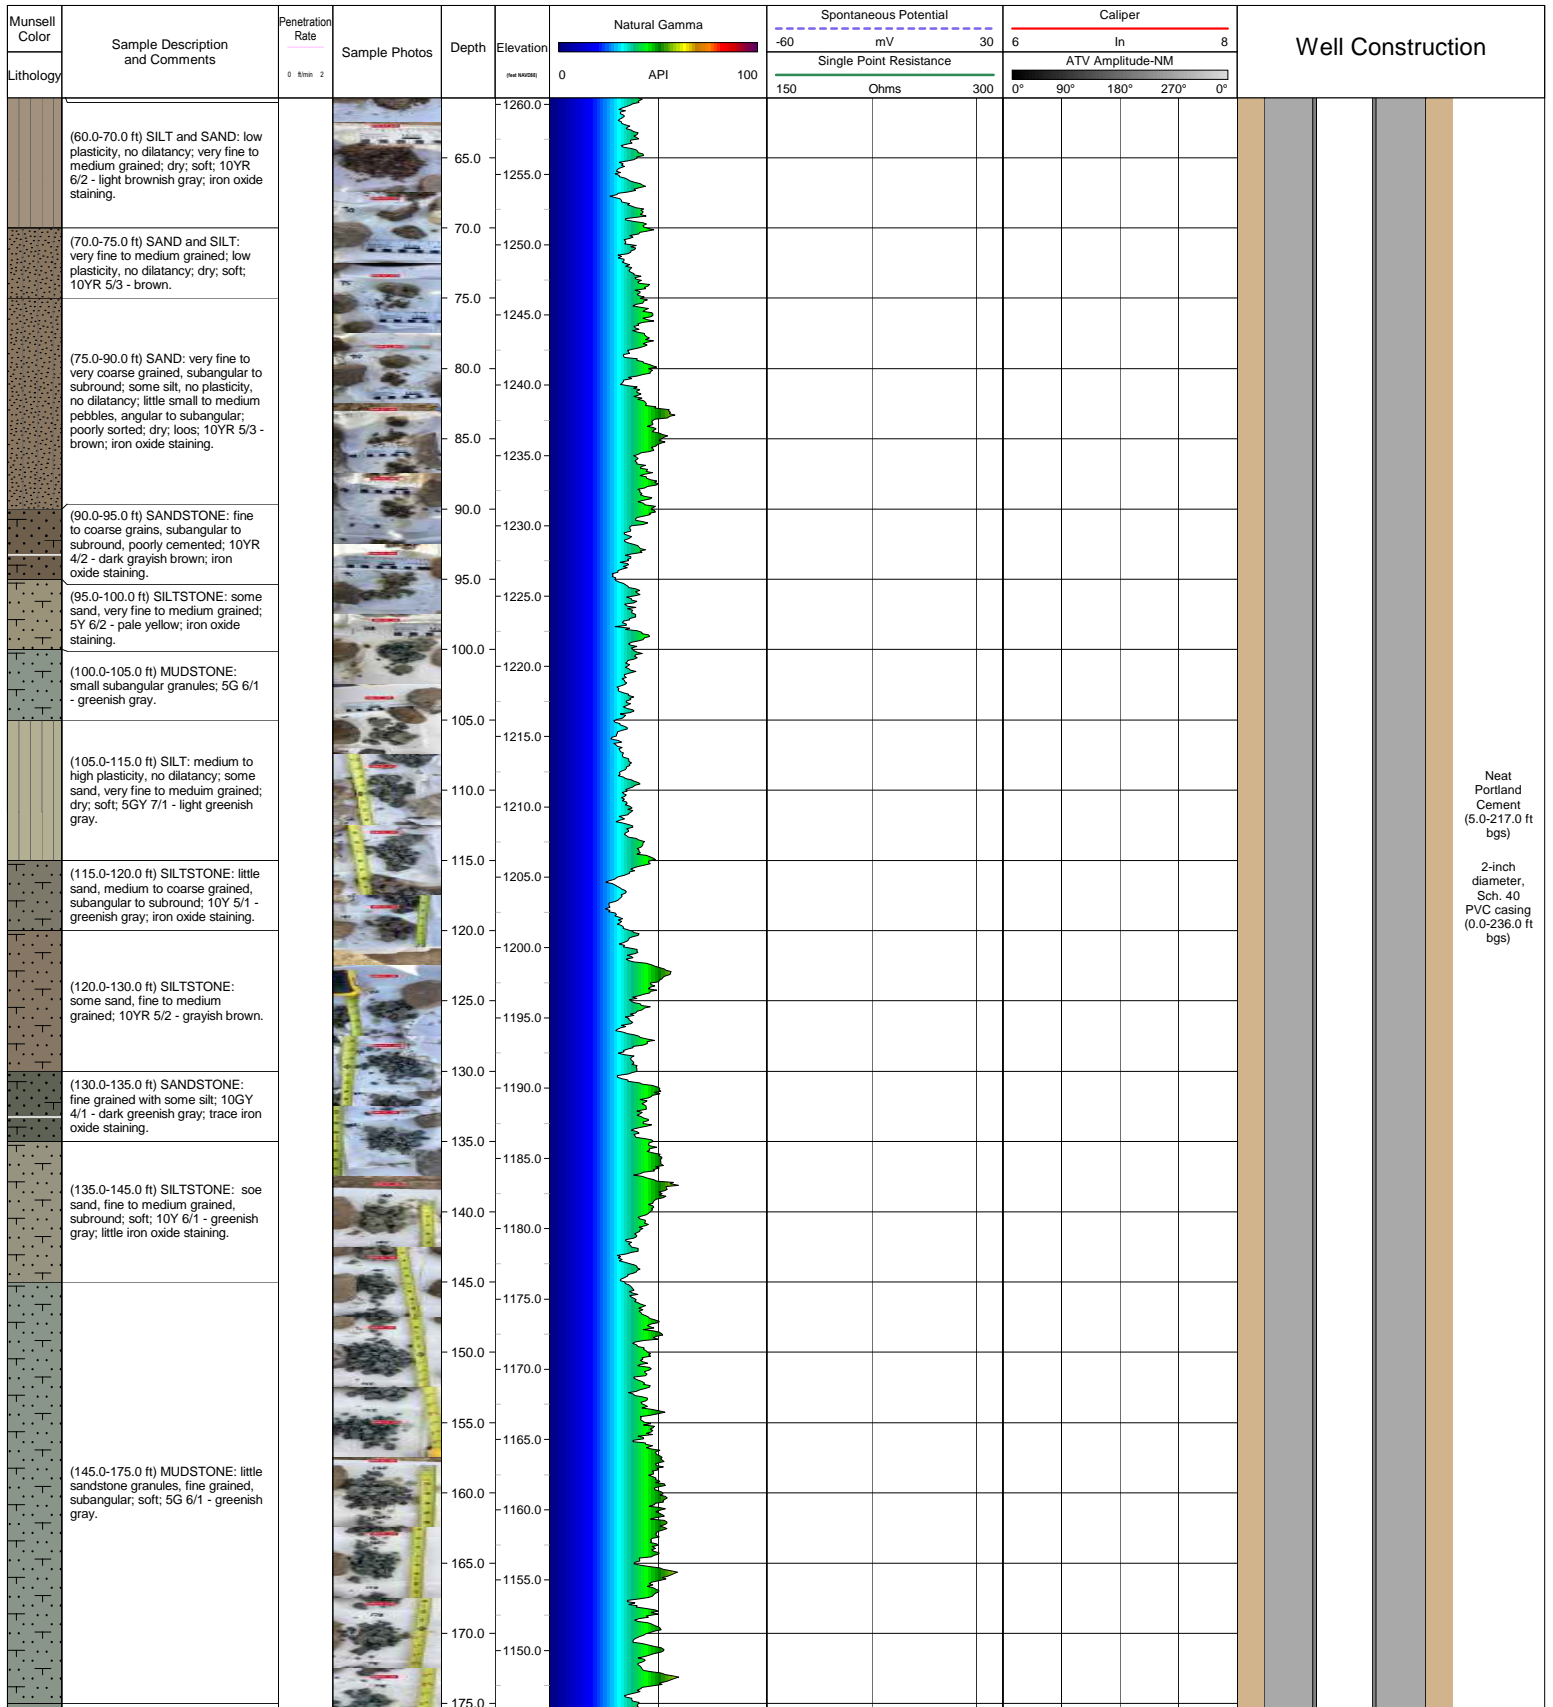 Munsell
Color
Lithology
Sample Description
and Comments
Penetration
Rate
0 ft/min 2
Sample Photos
Depth
Elevation
(feet NAVD88)
Natural Gamma
0 API 100
Spontaneous Potential
-60 mV 30
Single Point Resistance
150 Ohms 300
Caliper
6 In 8
ATV Amplitude-NM
0° 90° 180° 270° 0°
Well Construction
(60.0-70.0 ft) SILT and SAND: low
plasticity, no dilatancy; very fine to
medium grained; dry; soft; 10YR
6/2 - light brownish gray; iron oxide
staining.
(70.0-75.0 ft) SAND and SILT:
very fine to medium grained; low
plasticity, no dilatancy; dry; soft;
10YR 5/3 - brown.
(75.0-90.0 ft) SAND: very fine to
very coarse grained, subangular to
subround; some silt, no plasticity,
no dilatancy; little small to medium
pebbles, angular to subangular;
poorly sorted; dry; loos; 10YR 5/3 -
brown; iron oxide staining.
(90.0-95.0 ft) SANDSTONE: fine
to coarse grains, subangular to
subround, poorly cemented; 10YR
4/2 - dark grayish brown; iron
oxide staining.
(95.0-100.0 ft) SILTSTONE: some
sand, very fine to medium grained;
5Y 6/2 - pale yellow; iron oxide
staining.
(100.0-105.0 ft) MUDSTONE:
small subangular granules; 5G 6/1
- greenish gray.
(105.0-115.0 ft) SILT: medium to
high plasticity, no dilatancy; some
sand, very fine to meduim grained;
dry; soft; 5GY 7/1 - light greenish
gray.
(115.0-120.0 ft) SILTSTONE: little
sand, medium to coarse grained,
subangular to subround; 10Y 5/1 -
greenish gray; iron oxide staining.
(120.0-130.0 ft) SILTSTONE:
some sand, fine to medium
grained; 10YR 5/2 - grayish brown.
(130.0-135.0 ft) SANDSTONE:
fine grained with some silt; 10GY
4/1 - dark greenish gray; trace iron
oxide staining.
(135.0-145.0 ft) SILTSTONE: soe
sand, fine to medium grained,
subround; soft; 10Y 6/1 - greenish
gray; little iron oxide staining.
(145.0-175.0 ft) MUDSTONE: little
sandstone granules, fine grained,
subangular; soft; 5G 6/1 - greenish
gray.
65.0
70.0
75.0
80.0
85.0
90.0
95.0
100.0
105.0
110.0
115.0
120.0
125.0
130.0
135.0
140.0
145.0
150.0
155.0
160.0
165.0
170.0
175.0
1260.0
1255.0
1250.0
1245.0
1240.0
1235.0
1230.0
1225.0
1220.0
1215.0
1210.0
1205.0
1200.0
1195.0
1190.0
1185.0
1180.0
1175.0
1170.0
1165.0
1160.0
1155.0
1150.0
Neat
Portland
Cement
(5.0-217.0 ft
bgs)
2-inch
diameter,
Sch. 40
PVC casing
(0.0-236.0 ft
bgs)